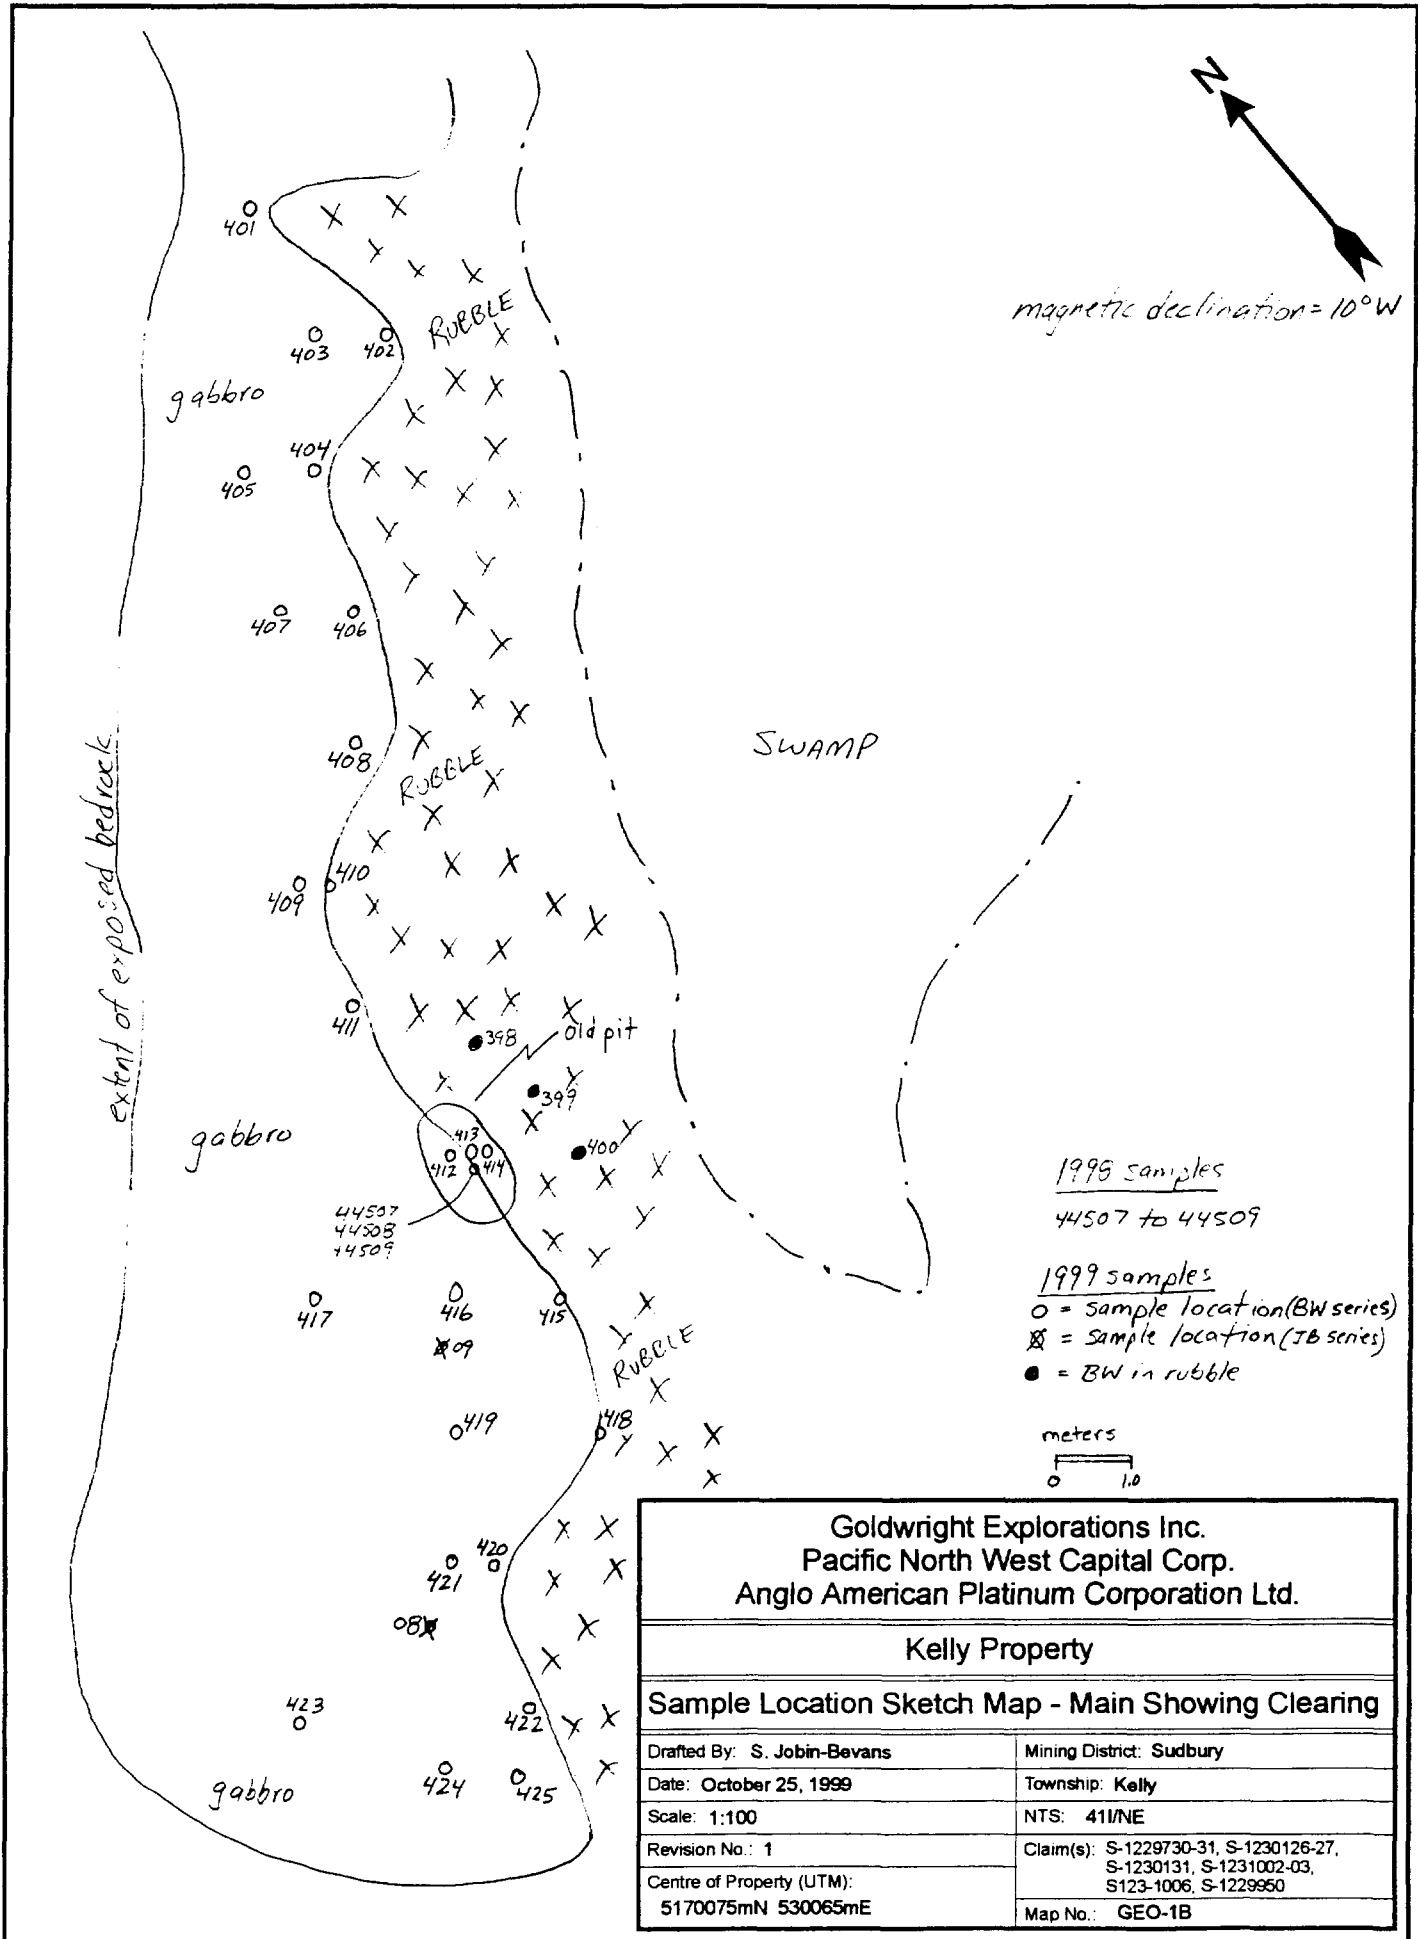 N
magnetic declination = 10° W
401
RUBBLE
403
402
gabbro
404
405
407
406
SWAMP
408
RUBBLE
extent of exposed bedrock
410
409
411
398
old pit
399
gabbro
413
400
412
414
44507
44508
44509
1998 samples
44507 to 44509
1999 samples
o = sample location (BW series)
= sample location (JB series)
= BW in rubble
417
416
415
09
RUBBLE
419
418
meters
0 1.0
420
421
08
423
422
424
425
gabbro
Goldwright Explorations Inc.
Pacific North West Capital Corp.
Anglo American Platinum Corporation Ltd.
Kelly Property
Sample Location Sketch Map - Main Showing Clearing
Drafted By: S. Jobin-Bevans
Mining District: Sudbury
Date: October 25, 1999
Township: Kelly
Scale: 1:100
NTS: 41I/NE
Revision No.: 1
Claim(s): S-1229730-31, S-1230126-27,
S-1230131, S-1231002-03,
S123-1006, S-1229950
Centre of Property (UTM):
5170075mN 530065mE
Map No.: GEO-1B